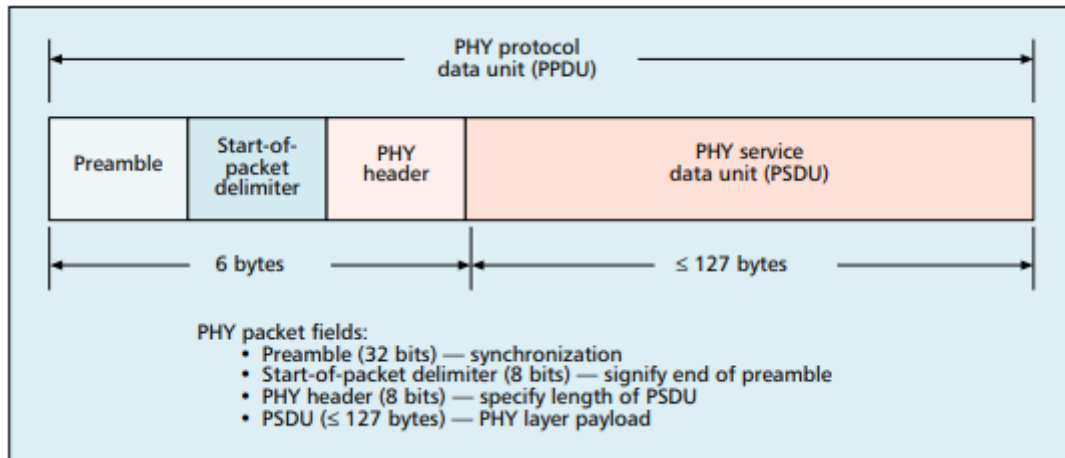 PHY protocol
data unit (PPDU)
Preamble
Start-of-
packet
delimiter
PHY
header
PHY service
data unit (PSDU)
6 bytes
≤ 127 bytes
PHY packet fields:
• Preamble (32 bits) — synchronization
• Start-of-packet delimiter (8 bits) — signify end of preamble
• PHY header (8 bits) — specify length of PSDU
• PSDU (≤ 127 bytes) — PHY layer payload